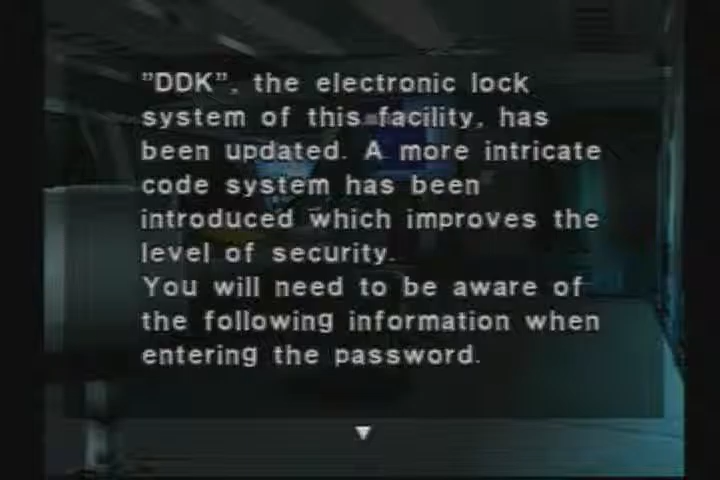 "DDK", the electronic lock
system of this facility, has
been updated. A more intricate
code system has been
introduced which improves the
level of security.
You will need to be aware of
the following information when
entering the password.